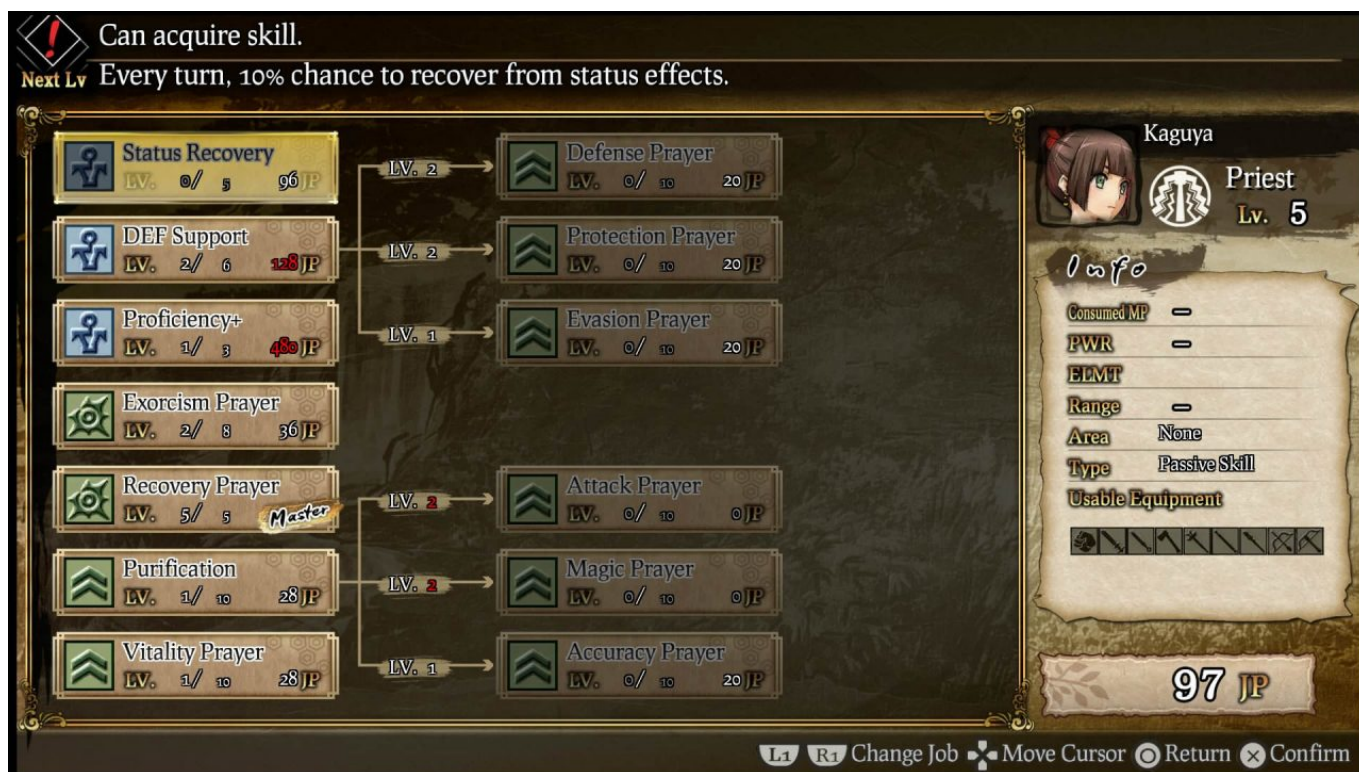 Can acquire skill.
Next Lv Every turn, 10% chance to recover from status effects.
Status Recovery
LV. 0/ 5 96 JP
DEF Support
LV. 2/ 6 128 JP
Proficiency+
LV. 1/ 3 480 JP
Exorcism Prayer
LV. 2/ 8 36 JP
Recovery Prayer
LV. 5/ 5 Master
Purification
LV. 1/ 10 28 JP
Vitality Prayer
LV. 1/ 10 28 JP
LV. 2
LV. 2
LV. 1
LV. 2
LV. 2
LV. 1
Defense Prayer
LV. 0/ 10 20 JP
Protection Prayer
LV. 0/ 10 20 JP
Evasion Prayer
LV. 0/ 10 20 JP
Attack Prayer
LV. 0/ 10 0 JP
Magic Prayer
LV. 0/ 10 0 JP
Accuracy Prayer
LV. 0/ 10 20 JP
Kaguya
Priest
Lv. 5
Info
Consumed MP –
PWR –
ELMT
Range –
Area None
Type Passive Skill
Usable Equipment
97 JP
L1 R1 Change Job Move Cursor Return Confirm